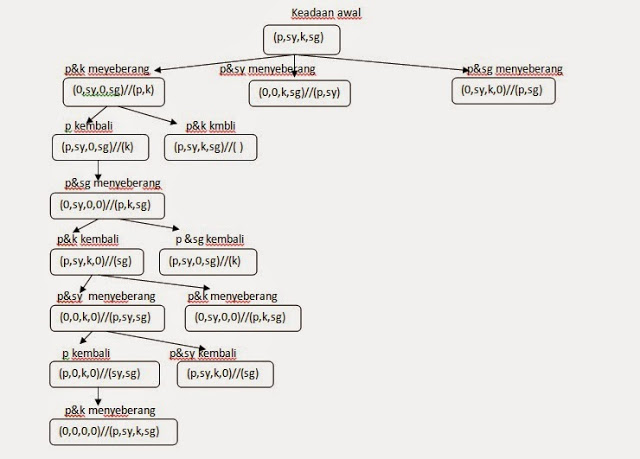 Keadaan awal
(p,sy,k,sg)
p&k meyeberang
p&sy menyeberang
p&sg menyeberang
(0,sy,0,sg)//(p,k)
(0,0,k,sg)//(p,sy)
(0,sy,k,0)//(p,sg)
p kembali
p&k kmbli
(p,sy,0,sg)//(k)
(p,sy,k,sg)//( )
p&sg menyeberang
(0,sy,0,0)//(p,k,sg)
p&k kembali
p &sg kembali
(p,sy,k,0)//(sg)
(p,sy,0,sg)//(k)
p&sy menyeberang
p&k menyeberang
(0,0,k,0)//(p,sy,sg)
(0,sy,0,0)//(p,k,sg)
p kembali
p&sy kembali
(p,0,k,0)//(sy,sg)
(p,sy,k,0)//(sg)
p&k menyeberang
(0,0,0,0)//(p,sy,k,sg)